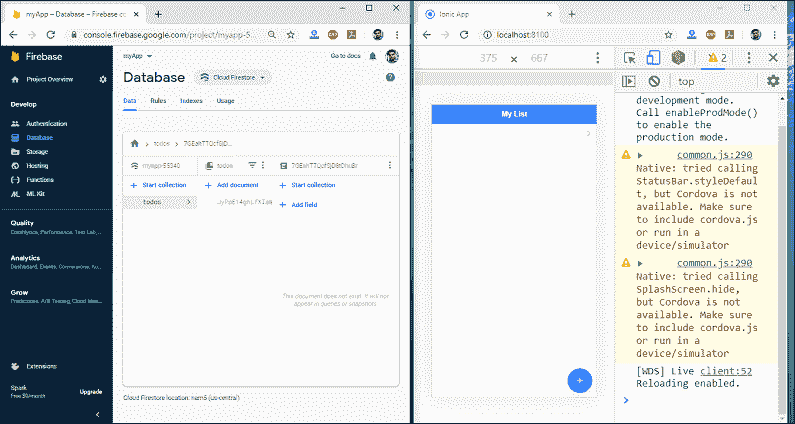 myApp – Database – Firebase co
console.firebase.google.com/project/myapp-5...
Firebase
Project Overview
Develop
Authentication
Database
Storage
Hosting
Functions
ML Kit
Quality
Crashlytics, Performance, Test Lab, ...
Analytics
Dashboard, Events, Conversions, Au...
Grow
Predictions, A/B Testing, Cloud Mes...
Extensions
Spark
Free $0/month
Upgrade
myApp
Go to docs
Database
Cloud Firestore
Data
Rules
Indexes
Usage
todos
myapp-55340
todos
Start collection
Add document
Start collection
todos
Add field
This document does not exist, it will not
appear in queries or snapshots
Cloud Firestore location: nam5 (us-central)
Ionic App
localhost:8100
375 × 667
2
top
My List
development mode.
Call enableProdMode()
to enable the
production mode.
common.js:290
Native: tried calling
StatusBar.styleDefaul
t, but Cordova is not
available. Make sure
to include cordova.js
or run in a
device/simulator
common.js:290
Native: tried calling
SplashScreen.hide,
but Cordova is not
available. Make sure
to include cordova.js
or run in a
device/simulator
[WDS] Live client:52
Reloading enabled.